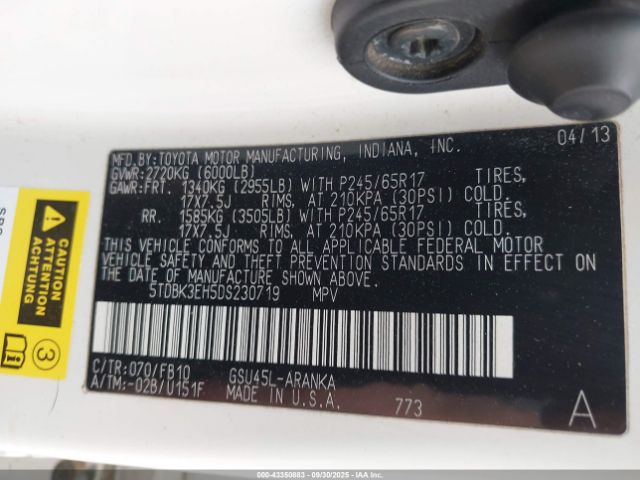 MFD.BY:TOYOTA MOTOR MANUFACTURING, INDIANA, INC. 04/13
GVWR:2720KG (6000LB)
GAWR:FRT. 1340KG (2955LB) WITH P245/65R17 TIRES,
17X7.5J RIMS, AT 210KPA (30PSI) COLD.
RR. 1585KG (3505LB) WITH P245/65R17 TIRES,
17X7.5J RIMS, AT 210KPA (30PSI) COLD.
THIS VEHICLE CONFORMS TO ALL APPLICABLE FEDERAL MOTOR
VEHICLE SAFETY AND THEFT PREVENTION STANDARDS IN EFFECT ON
THE DATE OF MANUFACTURE SHOWN ABOVE.
5TDBK3EH5DS230719 MPV
C/TR:070/FB10 GSU45L-ARANKA
A/TM:-02B/U151F MADE IN U.S.A.
773 A
CAUTION
ATTENTION
ACHTUNG
3
000-43350883 - 09/30/2025 - IAAI.COM